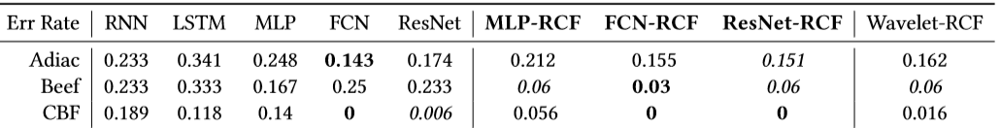 Err Rate RNN LSTM MLP FCN ResNet MLP-RCF FCN-RCF ResNet-RCF Wavelet-RCF
Adiac 0.233 0.341 0.248 0.143 0.174 0.212 0.155 0.151 0.162
Beef 0.233 0.333 0.167 0.25 0.233 0.06 0.03 0.06 0.06
CBF 0.189 0.118 0.14 0 0.006 0.056 0 0 0.016